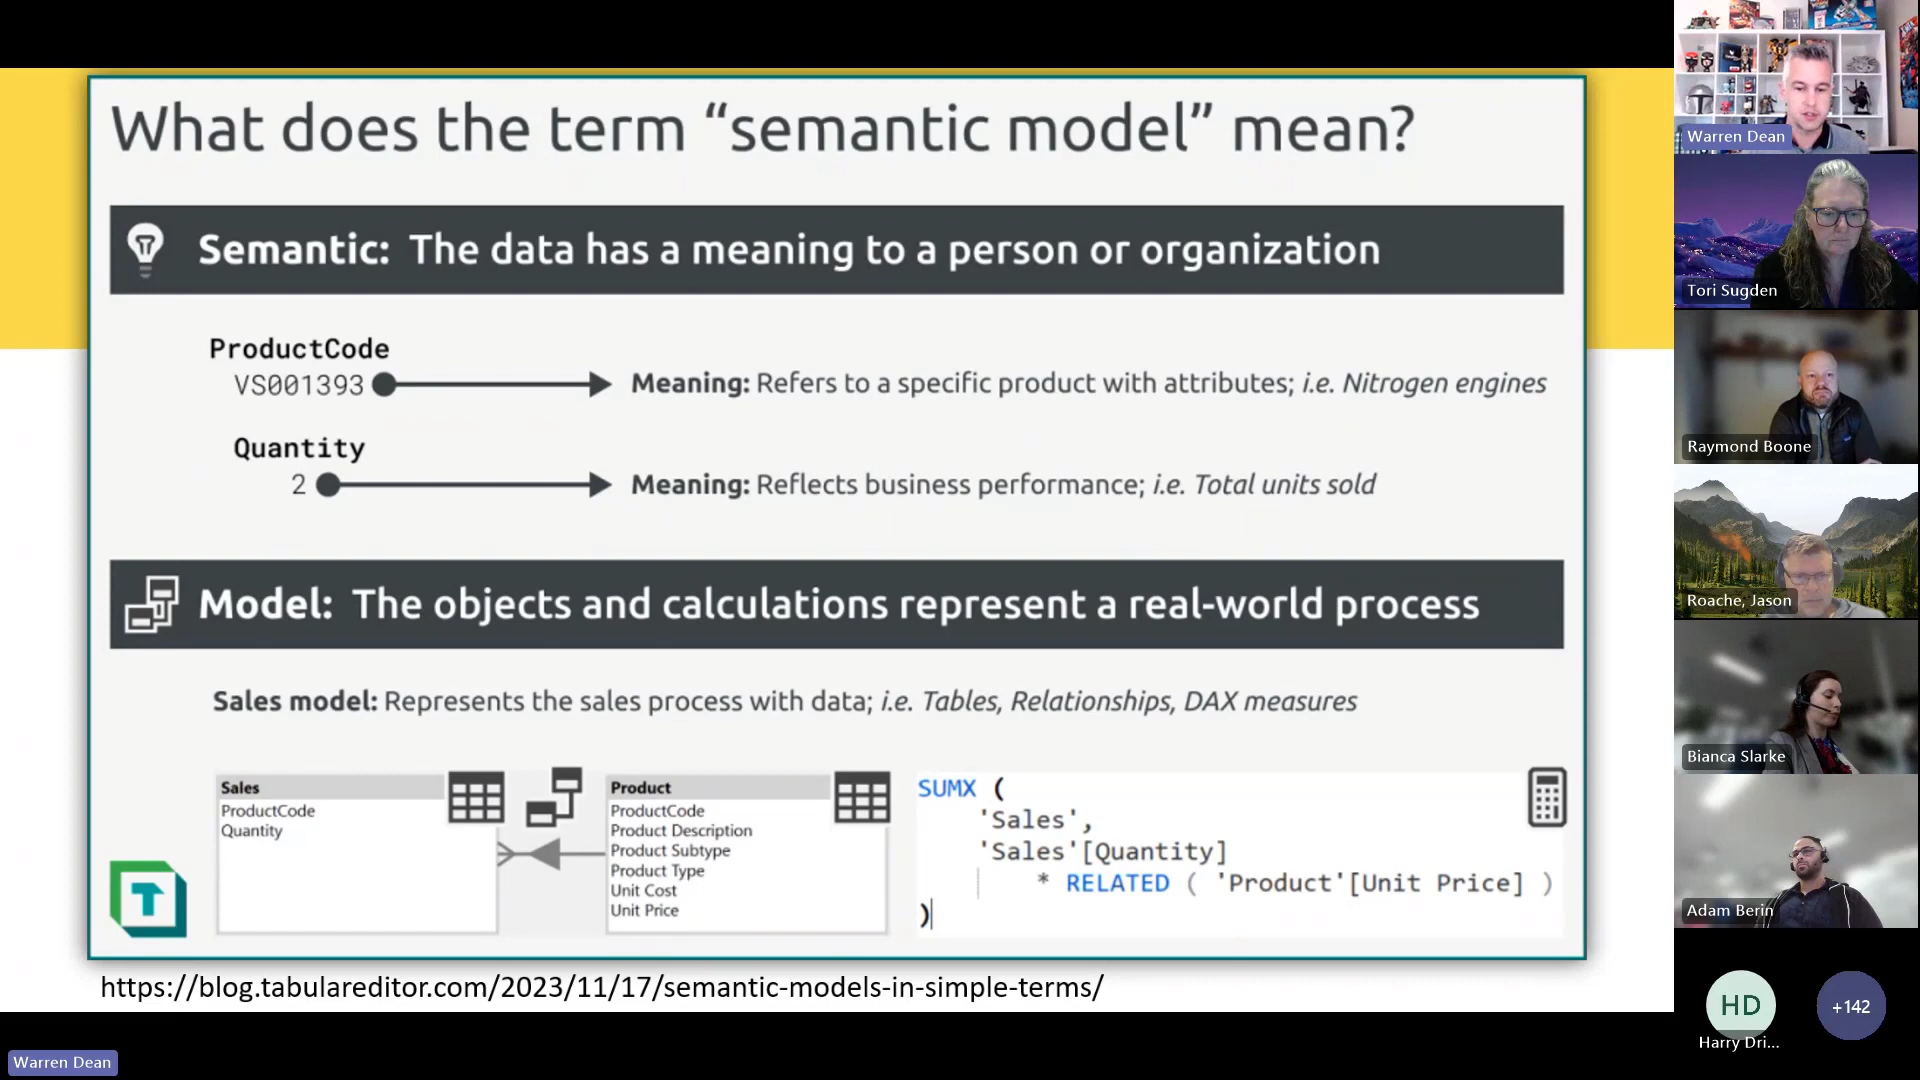 What does the term “semantic model” mean?
Semantic: The data has a meaning to a person or organization
ProductCode
VS001393
Meaning: Refers to a specific product with attributes; i.e. Nitrogen engines
Quantity
2
Meaning: Reflects business performance; i.e. Total units sold
Model: The objects and calculations represent a real-world process
Sales model: Represents the sales process with data; i.e. Tables, Relationships, DAX measures
Sales
ProductCode
Quantity
Product
ProductCode
Product Description
Product Subtype
Product Type
Unit Cost
Unit Price
SUMX (
'Sales',
'Sales'[Quantity]
* RELATED ( 'Product'[Unit Price] )
)
T
https://blog.tabulareditor.com/2023/11/17/semantic-models-in-simple-terms/
Warren Dean
Warren Dean
Tori Sugden
Raymond Boone
Roache, Jason
Bianca Slarke
Adam Berin
HD
Harry Dri...
+142